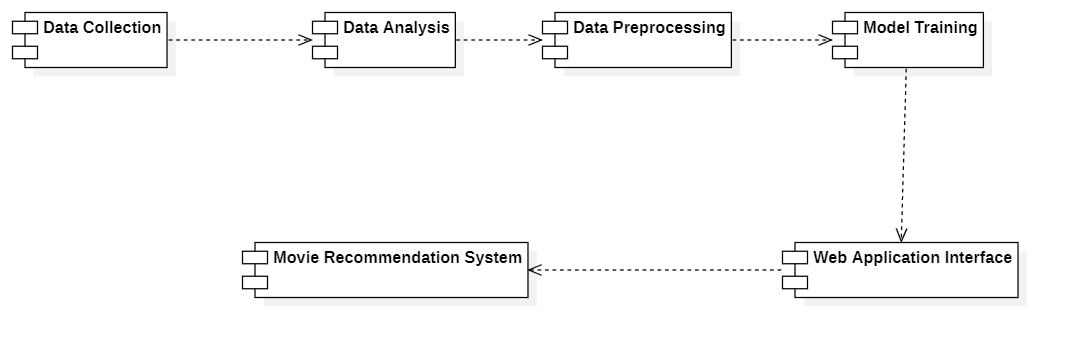 Data Collection
Data Analysis
Data Preprocessing
Model Training
Movie Recommendation System
Web Application Interface